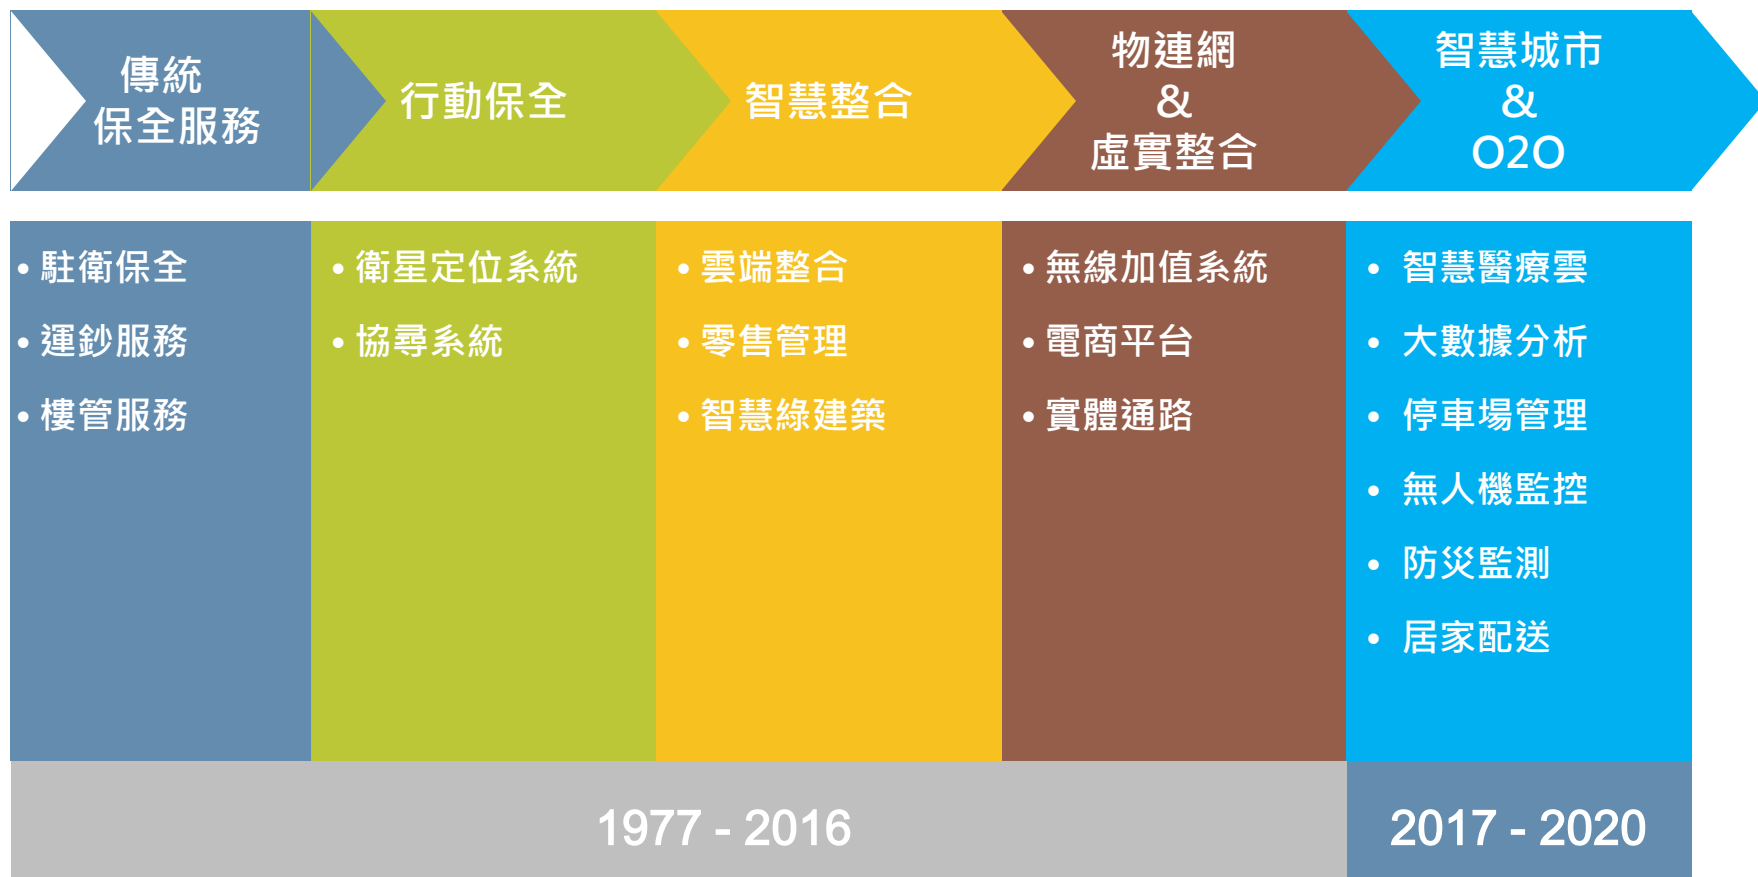 傳統
保全服務
行動保全
智慧整合
物連網
&
虛實整合
智慧城市
&
O2O
• 駐衛保全
• 運鈔服務
• 樓管服務
• 衛星定位系統
• 協尋系統
• 雲端整合
• 零售管理
• 智慧綠建築
• 無線加值系統
• 電商平台
• 實體通路
• 智慧醫療雲
• 大數據分析
• 停車場管理
• 無人機監控
• 防災監測
• 居家配送
1977 - 2016
2017 - 2020